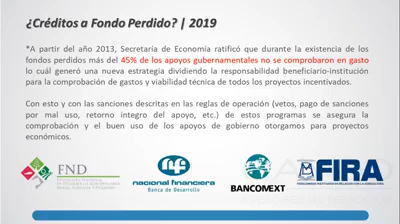 ¿Créditos a Fondo Perdido? | 2019
*A partir del año 2013, Secretaría de Economía ratificó que durante la existencia de los
fondos perdidos más del 45% de los apoyos gubernamentales no se comprobaron en gasto
lo cuál generó una nueva estrategia dividiendo la responsabilidad beneficiario-institución
para la comprobación de gastos y viabilidad técnica de todos los proyectos incentivados.
Con esto y con las sanciones descritas en las reglas de operación (vetos, pago de sanciones
por mal uso, retorno íntegro del apoyo, etc.) de estos programas se asegura la
comprobación y el buen uso de los apoyos de gobierno otorgamos para proyectos
económicos.
FND
nacional financiera
Banca de Desarrollo
BANCOMEXT
FIRA